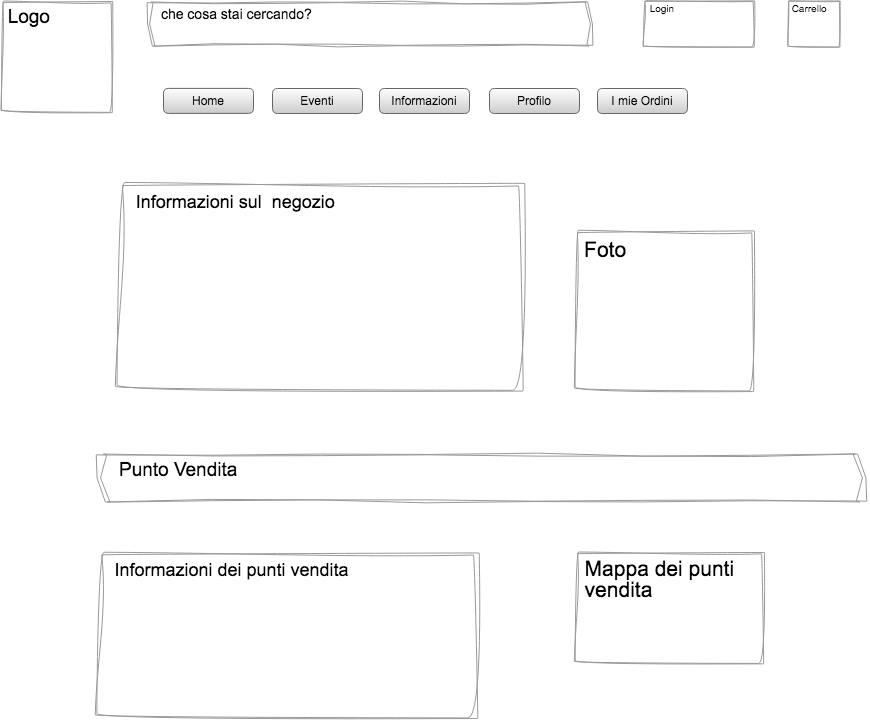 Logo
che cosa stai cercando?
Login
Carrello
Home
Eventi
Informazioni
Profilo
I mie Ordini
Informazioni sul  negozio
Foto
Punto Vendita
Informazioni dei punti vendita
Mappa dei punti
vendita